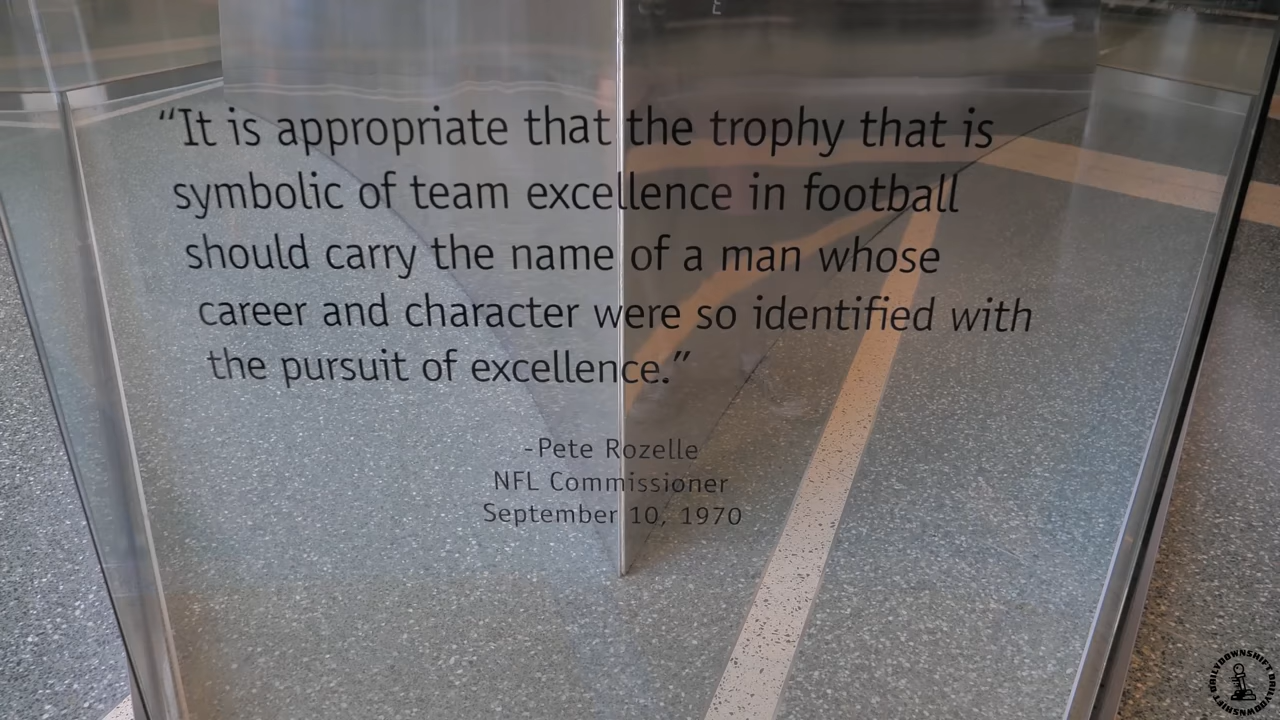 “It is appropriate that the trophy that is
symbolic of team excellence in football
should carry the name of a man whose
career and character were so identified with
the pursuit of excellence.”
-Pete Rozelle
NFL Commissioner
September 10, 1970
DAILYDOWNSHIFT DAILYDOWNSHIFT